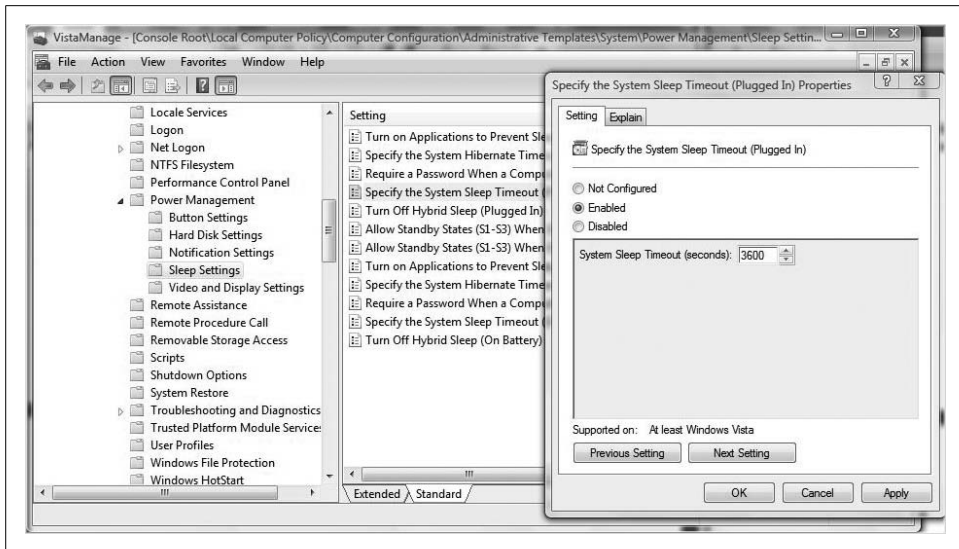 VistaManage - [Console Root\Local Computer Policy\Computer Configuration\Administrative Templates\System\Power Management\Sleep Settin...
File Action View Favorites Window Help
Locale Services
Logon
Net Logon
NTFS Filesystem
Performance Control Panel
Power Management
Button Settings
Hard Disk Settings
Notification Settings
Sleep Settings
Video and Display Settings
Remote Assistance
Remote Procedure Call
Removable Storage Access
Scripts
Shutdown Options
System Restore
Troubleshooting and Diagnostics
Trusted Platform Module Service
User Profiles
Windows File Protection
Windows HotStart
Setting
Turn on Applications to Prevent Sle
Specify the System Hibernate Time
Require a Password When a Comp
Specify the System Sleep Timeout (
Turn Off Hybrid Sleep (Plugged In)
Allow Standby States (S1-S3) When
Allow Standby States (S1-S3) When
Turn on Applications to Prevent Sle
Specify the System Hibernate Time
Require a Password When a Comp
Specify the System Sleep Timeout (
Turn Off Hybrid Sleep (On Battery)
Extended Standard
Specify the System Sleep Timeout (Plugged In) Properties
Setting Explain
Specify the System Sleep Timeout (Plugged In)
Not Configured
Enabled
Disabled
System Sleep Timeout (seconds): 3600
Supported on: At least Windows Vista
Previous Setting Next Setting
OK Cancel Apply